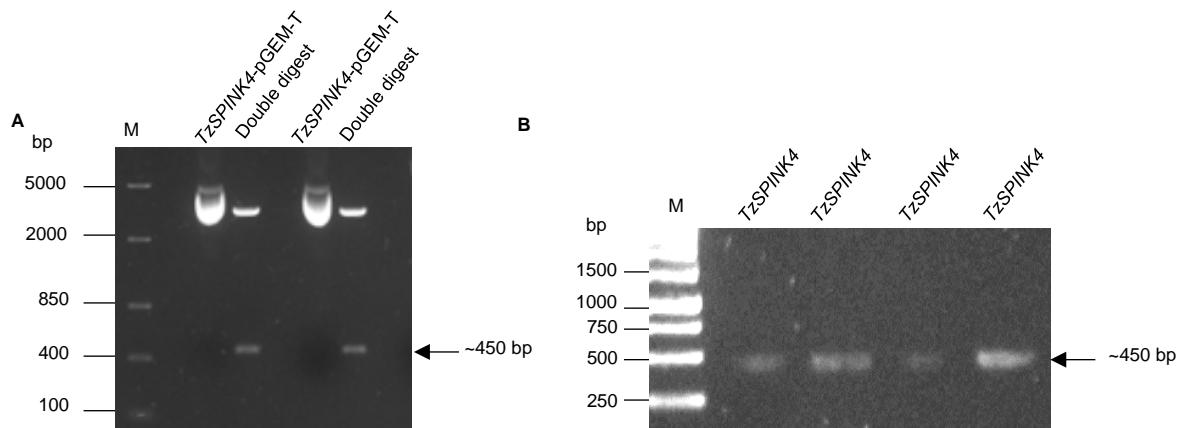 A
bp
M
TzSPINK4-pGEM-T
Double digest
TzSPINK4-pGEM-T
Double digest
5000
2000
850
400
100
~450 bp
B
bp
M
TzSPINK4
TzSPINK4
TzSPINK4
TzSPINK4
1500
1000
750
500
250
~450 bp